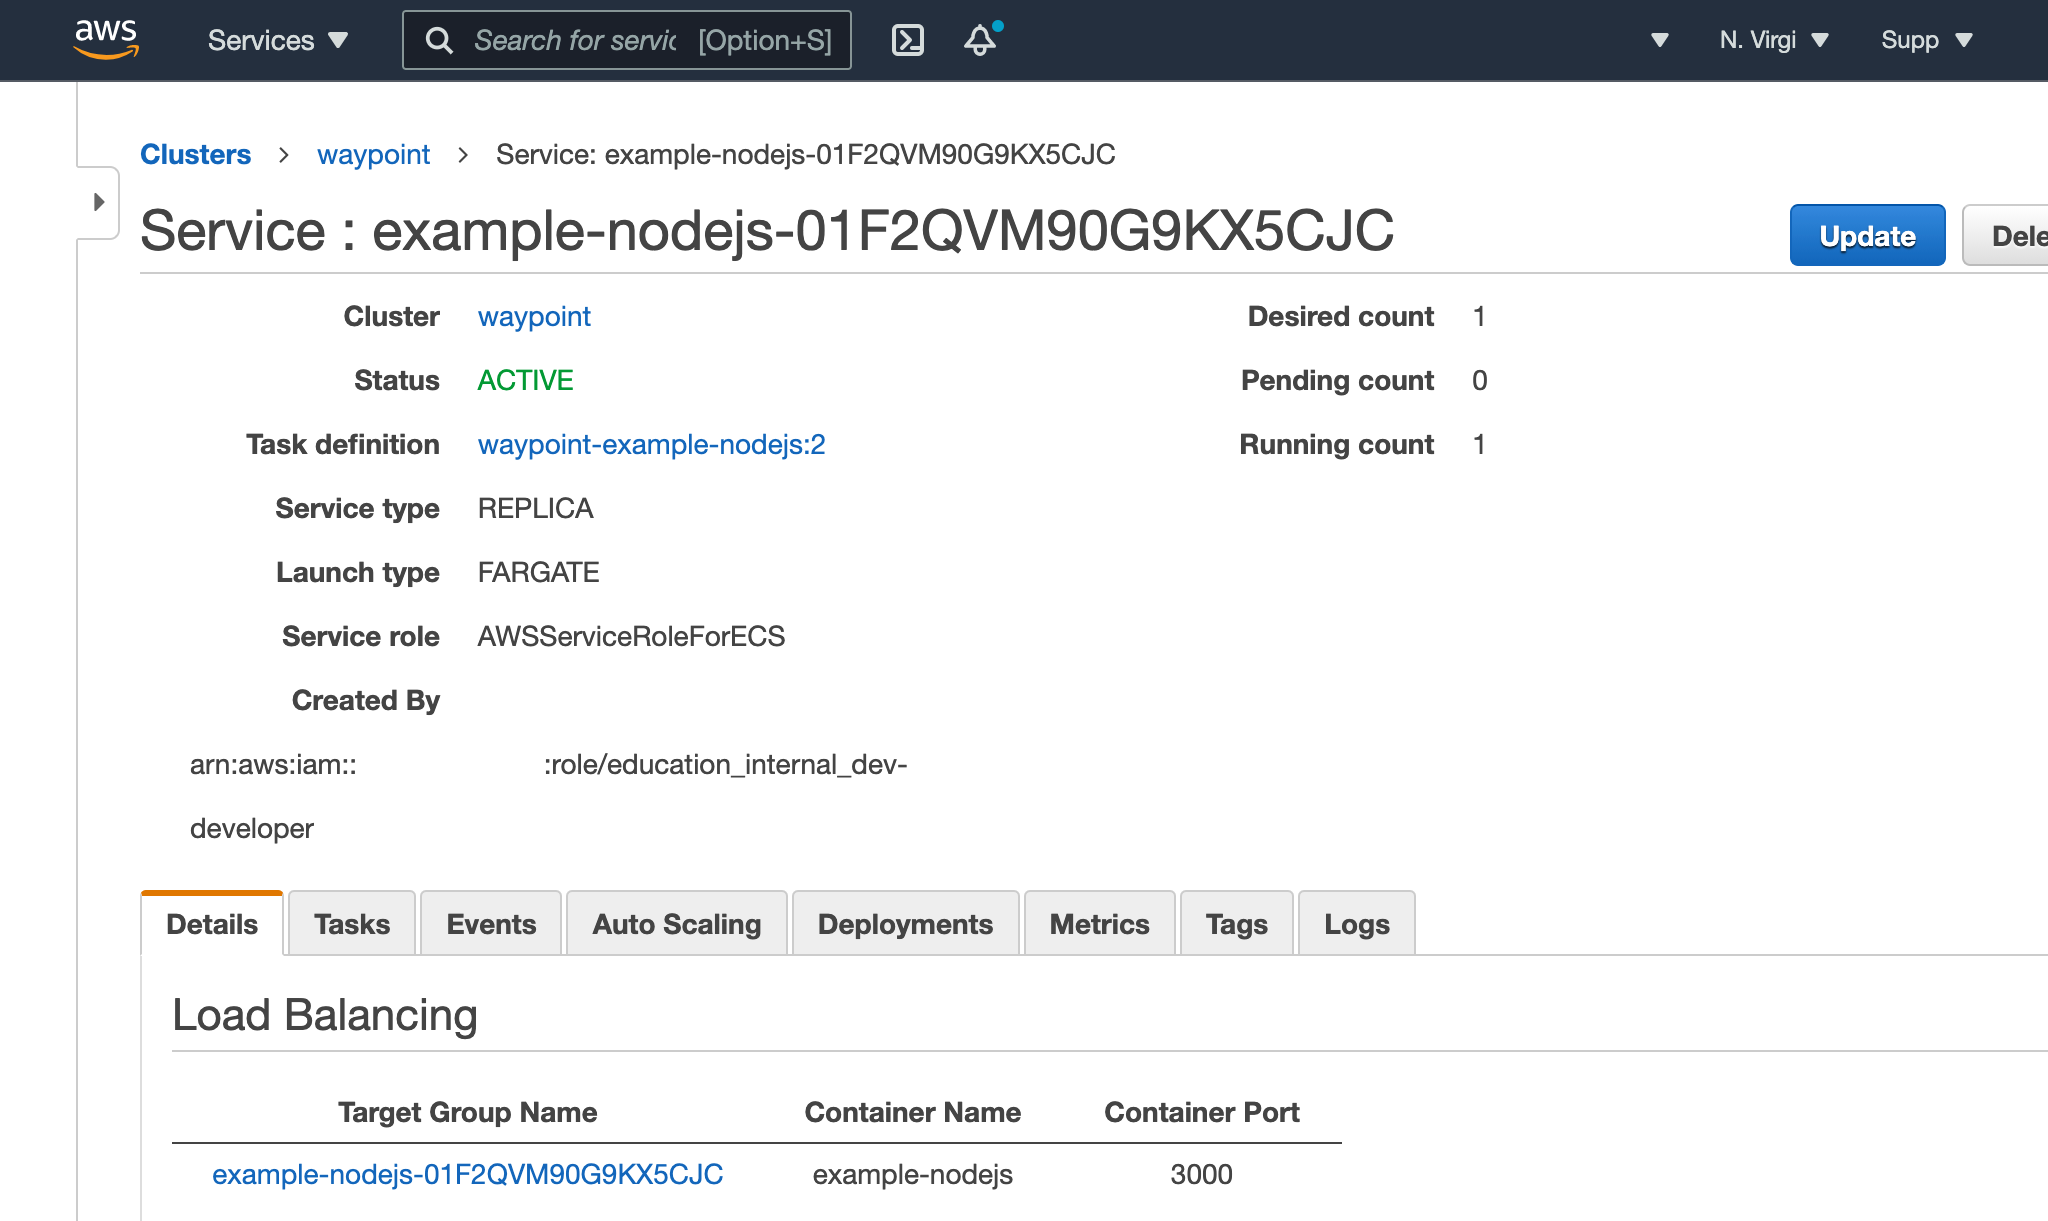 aws Services Search for servic [Option+S] N. Virgi Supp
Clusters > waypoint > Service: example-nodejs-01F2QVM90G9KX5CJC
Service : example-nodejs-01F2QVM90G9KX5CJC
Update Dele
Cluster waypoint Desired count 1
Status ACTIVE Pending count 0
Task definition waypoint-example-nodejs:2 Running count 1
Service type REPLICA
Launch type FARGATE
Service role AWSServiceRoleForECS
Created By
arn:aws:iam:: :role/education_internal_dev-
developer
Details Tasks Events Auto Scaling Deployments Metrics Tags Logs
Load Balancing
Target Group Name Container Name Container Port
example-nodejs-01F2QVM90G9KX5CJC example-nodejs 3000